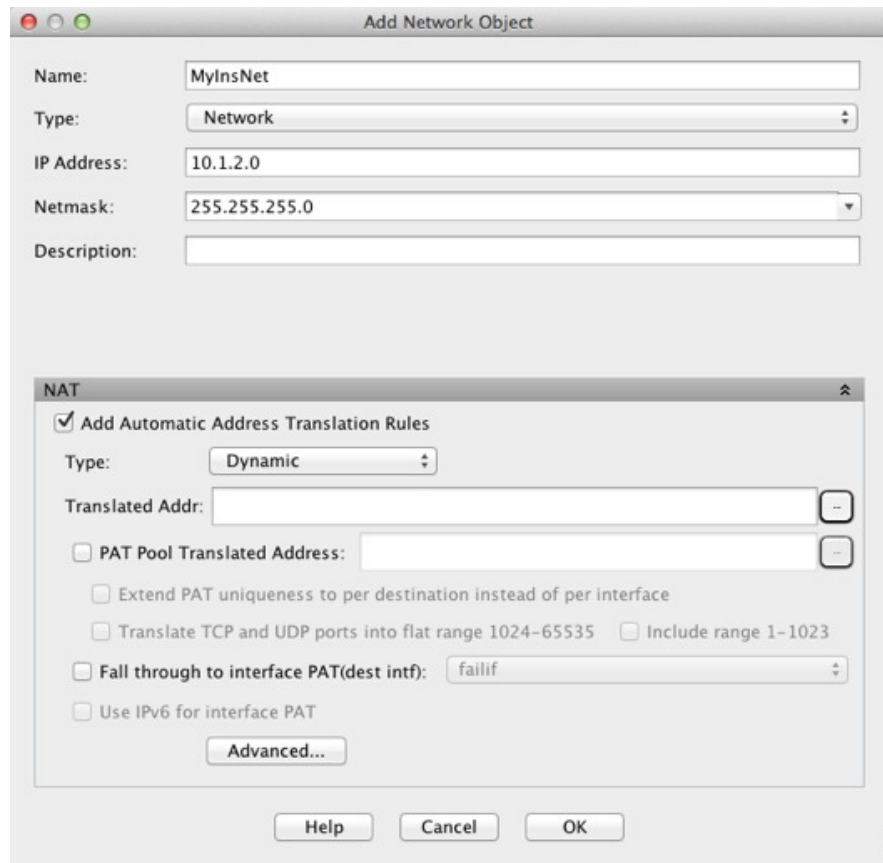 Add Network Object
Name: MyInsNet
Type: Network
IP Address: 10.1.2.0
Netmask: 255.255.255.0
Description:
NAT
Add Automatic Address Translation Rules
Type: Dynamic
Translated Addr: ...
PAT Pool Translated Address: ...
Extend PAT uniqueness to per destination instead of per interface
Translate TCP and UDP ports into flat range 1024-65535 Include range 1-1023
Fall through to interface PAT(dest intf): failif
Use IPv6 for interface PAT
Advanced...
Help Cancel OK